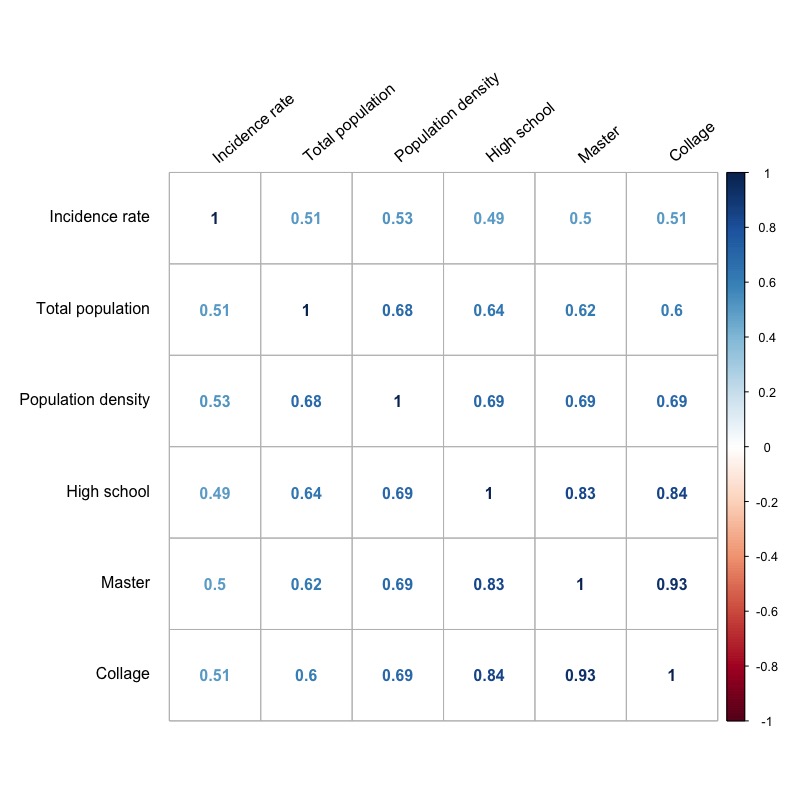 Incidence rate
Total population
Population density
High school
Master
Collage
Incidence rate 1 0.51 0.53 0.49 0.5 0.51
Total population 0.51 1 0.68 0.64 0.62 0.6
Population density 0.53 0.68 1 0.69 0.69 0.69
High school 0.49 0.64 0.69 1 0.83 0.84
Master 0.5 0.62 0.69 0.83 1 0.93
Collage 0.51 0.6 0.69 0.84 0.93 1
1
0.8
0.6
0.4
0.2
0
-0.2
-0.4
-0.6
-0.8
-1